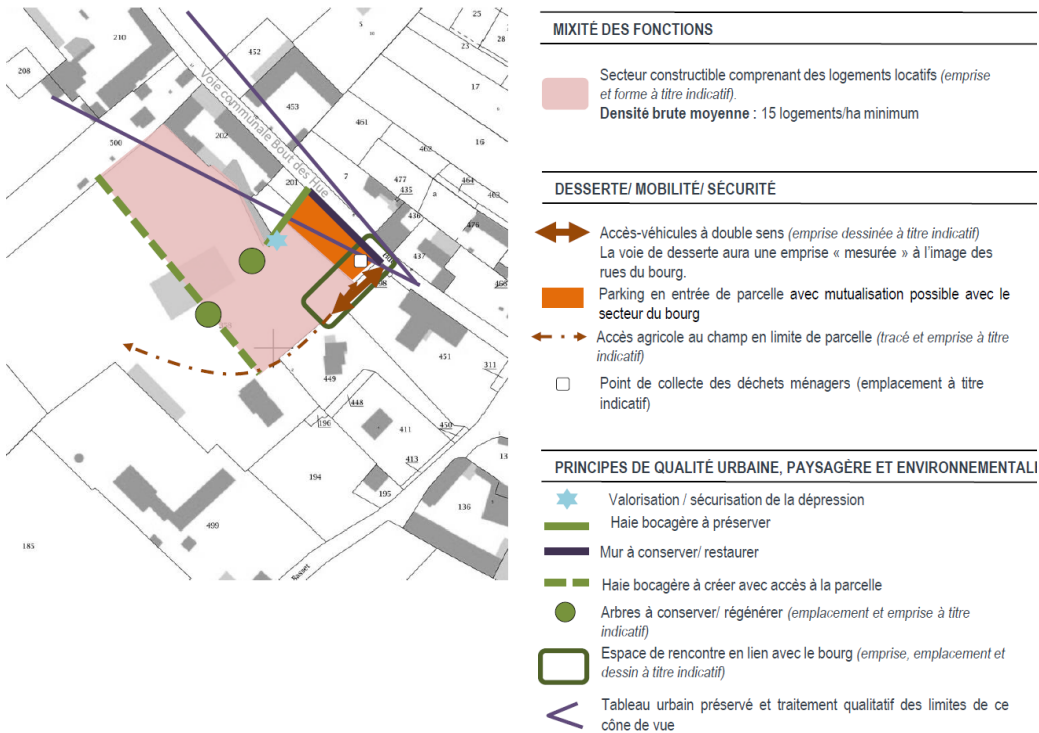 210
208
452
453
202
500
Voie communale Bout des Hue
201
5
25
23
28
17
461
462
16
7
477
435
464
463
a
436
476
437
466
451
311
449
448
196
411
450
413
194
195
136
499
185
MIXITÉ DES FONCTIONS
Secteur constructible comprenant des logements locatifs (emprise
et forme à titre indicatif).
Densité brute moyenne : 15 logements/ha minimum
DESSERTE/ MOBILITÉ/ SÉCURITÉ
Accès-véhicules à double sens (emprise dessinée à titre indicatif)
La voie de desserte aura une emprise « mesurée » à l'image des
rues du bourg.
Parking en entrée de parcelle avec mutualisation possible avec le
secteur du bourg
Accès agricole au champ en limite de parcelle (tracé et emprise à titre
indicatif)
Point de collecte des déchets ménagers (emplacement à titre
indicatif)
PRINCIPES DE QUALITÉ URBAINE, PAYSAGÈRE ET ENVIRONNEMENTALE
Valorisation / sécurisation de la dépression
Haie bocagère à préserver
Mur à conserver/ restaurer
Haie bocagère à créer avec accès à la parcelle
Arbres à conserver/ régénérer (emplacement et emprise à titre
indicatif)
Espace de rencontre en lien avec le bourg (emprise, emplacement et
dessin à titre indicatif)
Tableau urbain préservé et traitement qualitatif des limites de ce
cône de vue